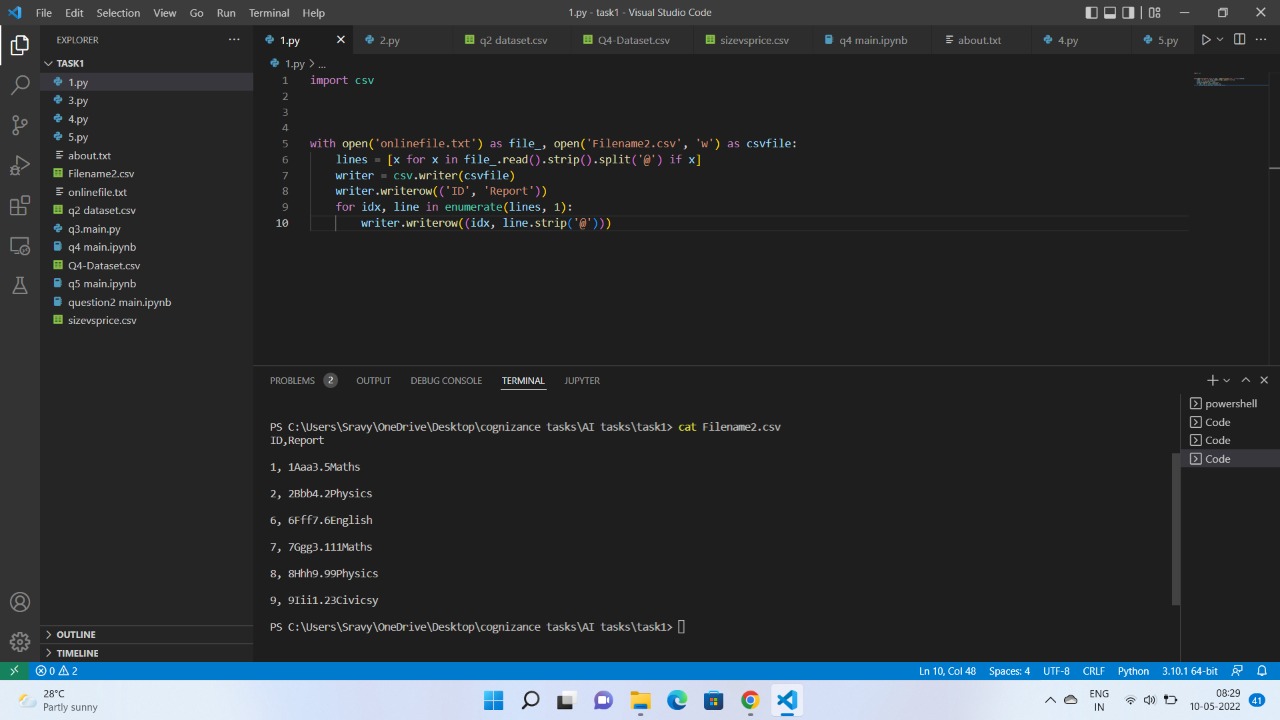 File Edit Selection View Go Run Terminal Help 1.py - task1 - Visual Studio Code
EXPLORER
TASK1
1.py
3.py
4.py
5.py
about.txt
Filename2.csv
onlinefile.txt
q2 dataset.csv
q3.main.py
q4 main.ipynb
Q4-Dataset.csv
q5 main.ipynb
question2 main.ipynb
sizevsprice.csv
OUTLINE
TIMELINE
1.py 2.py q2 dataset.csv Q4-Dataset.csv sizevsprice.csv q4 main.ipynb about.txt 4.py 5.py
1.py > ...
1 import csv
2
3
4
5 with open('onlinefile.txt') as file_, open('Filename2.csv', 'w') as csvfile:
6 lines = [x for x in file_.read().strip().split('@') if x]
7 writer = csv.writer(csvfile)
8 writer.writerow(('ID', 'Report'))
9 for idx, line in enumerate(lines, 1):
10 writer.writerow((idx, line.strip('@')))
PROBLEMS 2 OUTPUT DEBUG CONSOLE TERMINAL JUPYTER
PS C:\Users\Sravy\OneDrive\Desktop\cognizance tasks\AI tasks\task1> cat Filename2.csv
ID,Report
1, 1Aaa3.5Maths
2, 2Bbb4.2Physics
6, 6Fff7.6English
7, 7Ggg3.111Maths
8, 8Hhh9.99Physics
9, 9Iii1.23Civicsy
PS C:\Users\Sravy\OneDrive\Desktop\cognizance tasks\AI tasks\task1>
powershell
Code
Code
Code
0 2 Ln 10, Col 48 Spaces: 4 UTF-8 CRLF Python 3.10.1 64-bit
28°C
Partly sunny
ENG
IN
08:29
10-05-2022
41